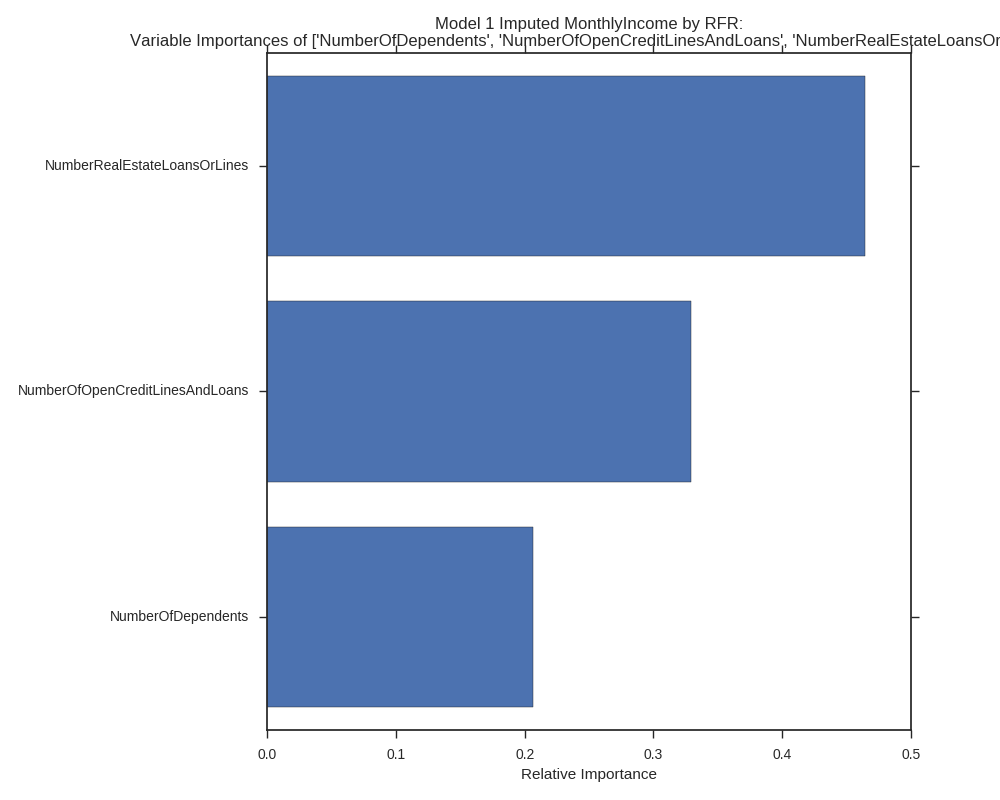 Model 1 Imputed MonthlyIncome by RFR:
Variable Importances of ['NumberOfDependents', 'NumberOfOpenCreditLinesAndLoans', 'NumberRealEstateLoansOr
NumberRealEstateLoansOrLines
NumberOfOpenCreditLinesAndLoans
NumberOfDependents
0.0 0.1 0.2 0.3 0.4 0.5
Relative Importance